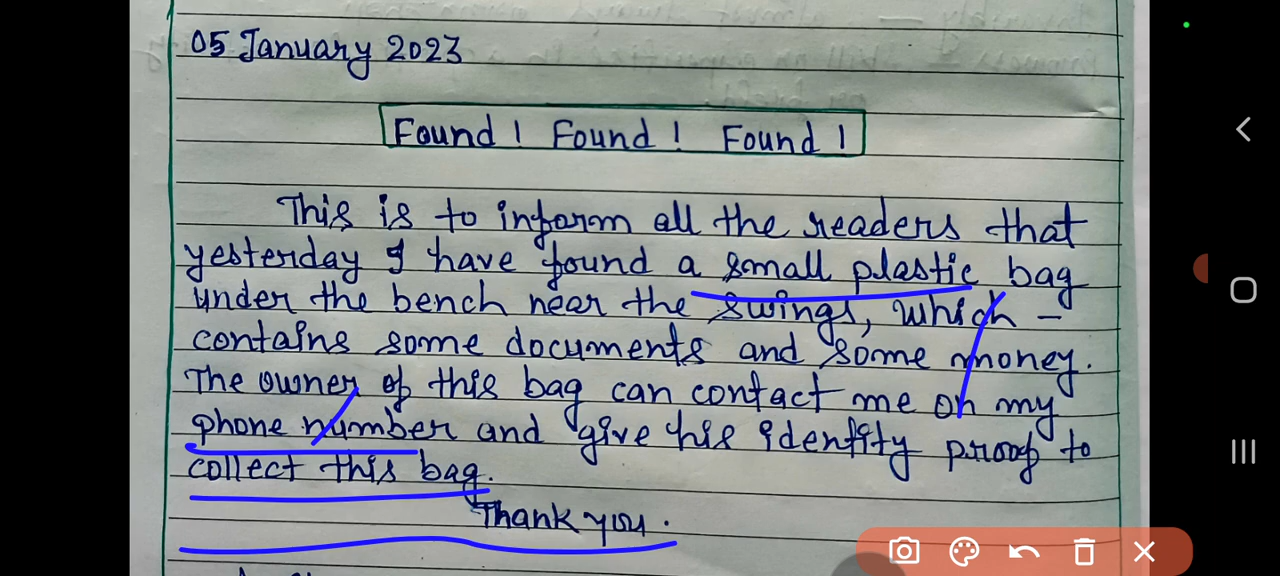 05 January 2023
Found! Found! Found!
This is to inform all the readers that
yesterday I have found a small plastic bag
under the bench near the swings, which -
contains some documents and some money.
The owner of this bag can contact me on my
phone number and give his identity proof to
collect this bag.
Thank you.